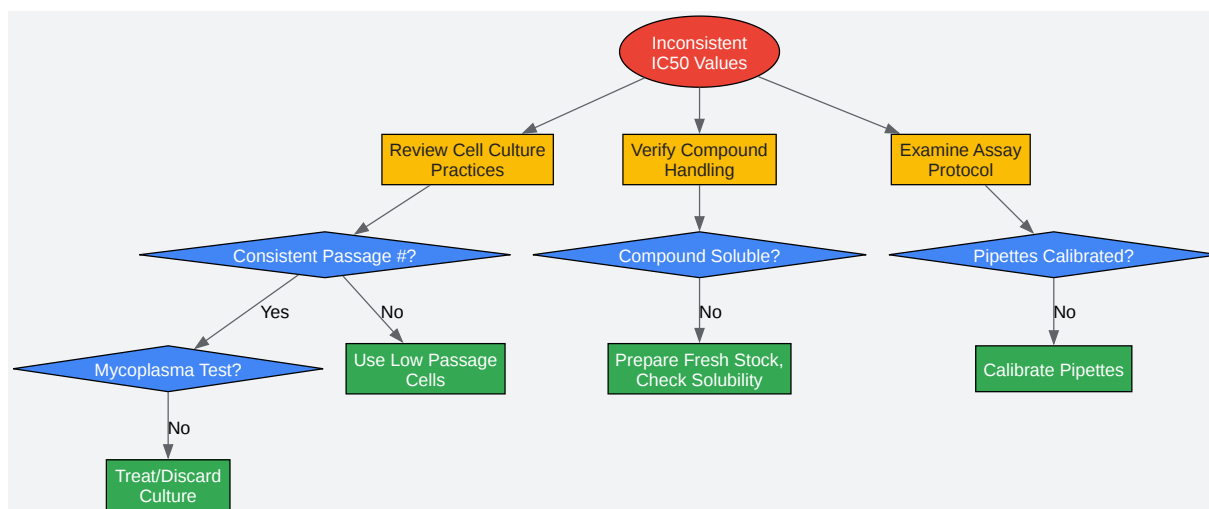 Inconsistent
IC50 Values
Review Cell Culture
Practices
Verify Compound
Handling
Examine Assay
Protocol
Consistent Passage #?
Compound Soluble?
Pipettes Calibrated?
Yes
No
No
No
Mycoplasma Test?
Use Low Passage
Cells
Prepare Fresh Stock,
Check Solubility
Calibrate Pipettes
No
Treat/Discard
Culture